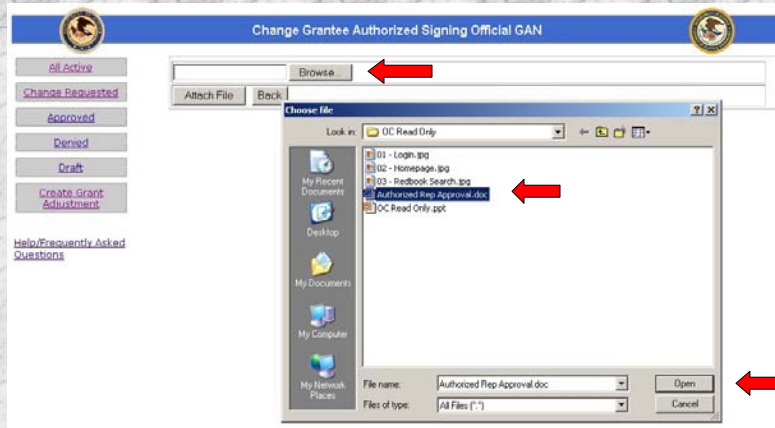 Change Grantee Authorized Signing Official GAN
All Active
Change Requested
Approved
Denied
Draft
Create Grant
Adjustment
Help/Frequently Asked
Questions
Browse...
Attach File
Back
Choose file
Look in:
OC Read Only
01 - Login.jpg
02 - Homepage.jpg
03 - Redbook Search.jpg
Authorized Rep Approval.doc
OC Read Only.ppt
My Recent
Documents
Desktop
My Documents
My Computer
My Network
Places
File name:
Authorized Rep Approval.doc
Open
Files of type:
All Files (*.*)
Cancel